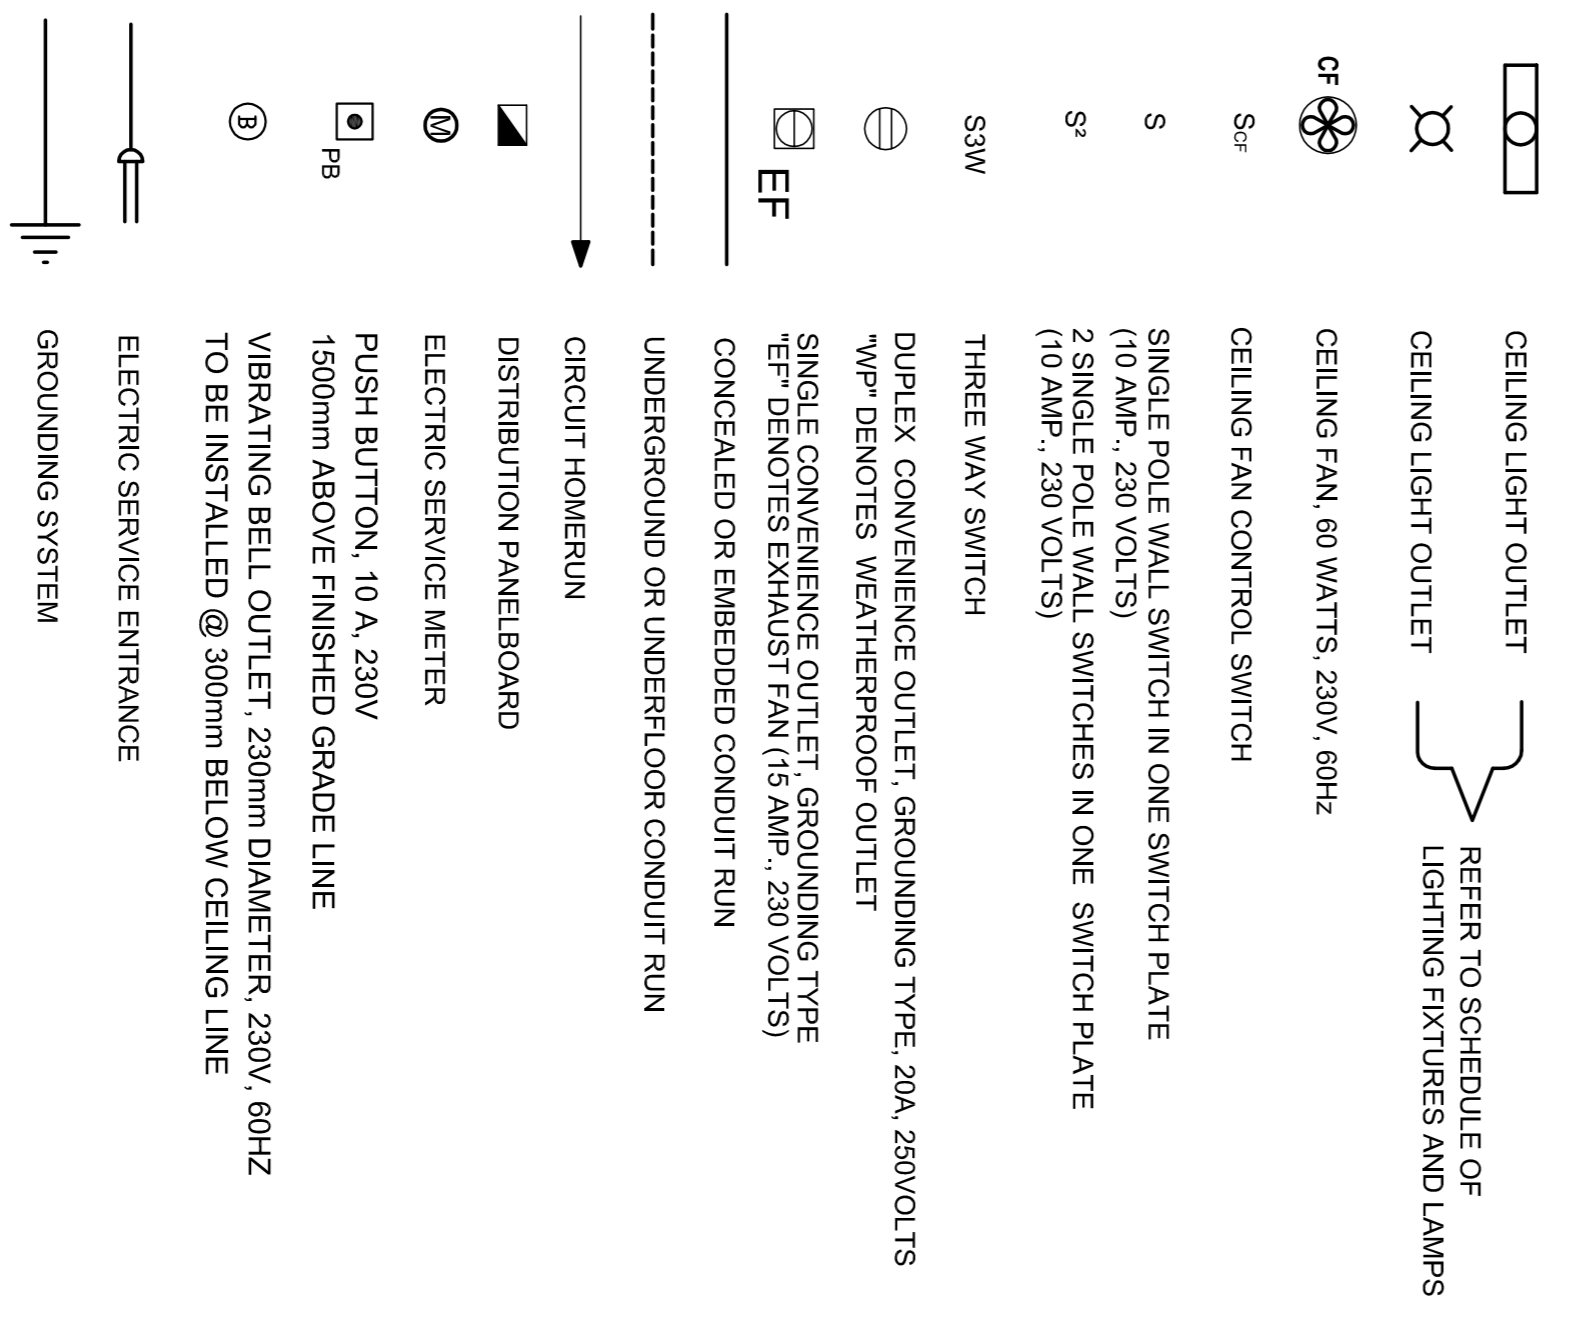 CEILING LIGHT OUTLET
CEILING LIGHT OUTLET
REFER TO SCHEDULE OF
LIGHTING FIXTURES AND LAMPS
CF
CEILING FAN, 60 WATTS, 230V, 60Hz
SCF
CEILING FAN CONTROL SWITCH
S
SINGLE POLE WALL SWITCH IN ONE SWITCH PLATE
(10 AMP., 230 VOLTS)
S²
2 SINGLE POLE WALL SWITCHES IN ONE SWITCH PLATE
(10 AMP., 230 VOLTS)
S3W
THREE WAY SWITCH
DUPLEX CONVENIENCE OUTLET, GROUNDING TYPE, 20A, 250VOLTS
"WP" DENOTES WEATHERPROOF OUTLET
EF
SINGLE CONVENIENCE OUTLET, GROUNDING TYPE
"EF" DENOTES EXHAUST FAN (15 AMP., 230 VOLTS)
CONCEALED OR EMBEDDED CONDUIT RUN
UNDERGROUND OR UNDERFLOOR CONDUIT RUN
CIRCUIT HOMERUN
DISTRIBUTION PANELBOARD
M
ELECTRIC SERVICE METER
PB
PUSH BUTTON, 10 A, 230V
1500mm ABOVE FINISHED GRADE LINE
B
VIBRATING BELL OUTLET, 230mm DIAMETER, 230V, 60HZ
TO BE INSTALLED @ 300mm BELOW CEILING LINE
ELECTRIC SERVICE ENTRANCE
GROUNDING SYSTEM